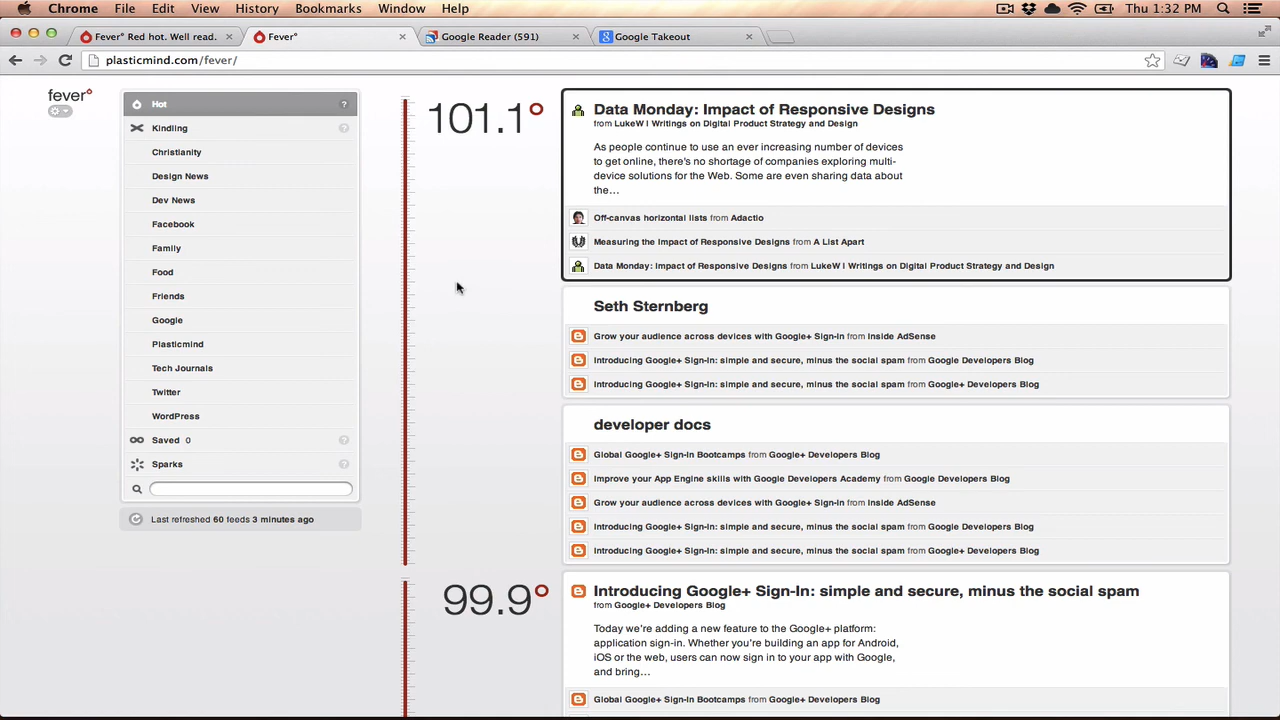 Chrome File Edit View History Bookmarks Window Help Thu 1:32 PM
Fever° Red hot. Well read. Fever° Google Reader (591) Google Takeout
plasticmind.com/fever/
fever°
Hot ?
Kindling ?
Christianity
Design News
Dev News
Facebook
Family
Food
Friends
Google
Plasticmind
Tech Journals
Twitter
WordPress
Saved 0 ?
Sparks ?
Last refreshed 60 feeds 3 minutes ago
101.1°
Data Monday: Impact of Responsive Designs
from LukeW | Writings on Digital Product Strategy and Design
As people continue to use an ever increasing number of devices
to get online, there's no shortage of companies exploring multi-
device solutions for the Web. Some are even sharing data about
the...
Off-canvas horizontal lists from Adactio
Measuring the Impact of Responsive Designs from A List Apart
Data Monday: Impact of Responsive Designs from LukeW | Writings on Digital Product Strategy and Design
Seth Sternberg
Grow your audience across devices with Google+ Sign-In from Inside AdSense
Introducing Google+ Sign-In: simple and secure, minus the social spam from Google Developers Blog
Introducing Google+ Sign-In: simple and secure, minus the social spam from Google+ Developers Blog
developer docs
Global Google+ Sign-In Bootcamps from Google+ Developers Blog
Improve your App Engine skills with Google Developers Academy from Google Developers Blog
Grow your audience across devices with Google+ Sign-In from Inside AdSense
Introducing Google+ Sign-In: simple and secure, minus the social spam from Google Developers Blog
Introducing Google+ Sign-In: simple and secure, minus the social spam from Google+ Developers Blog
99.9°
Introducing Google+ Sign-In: simple and secure, minus the social spam
from Google+ Developers Blog
Today we're adding a new feature to the Google+ platform:
application sign-in. Whether you're building an app for Android,
iOS or the web, users can now sign in to your app with Google,
and bring...
Global Google+ Sign-In Bootcamps from Google+ Developers Blog